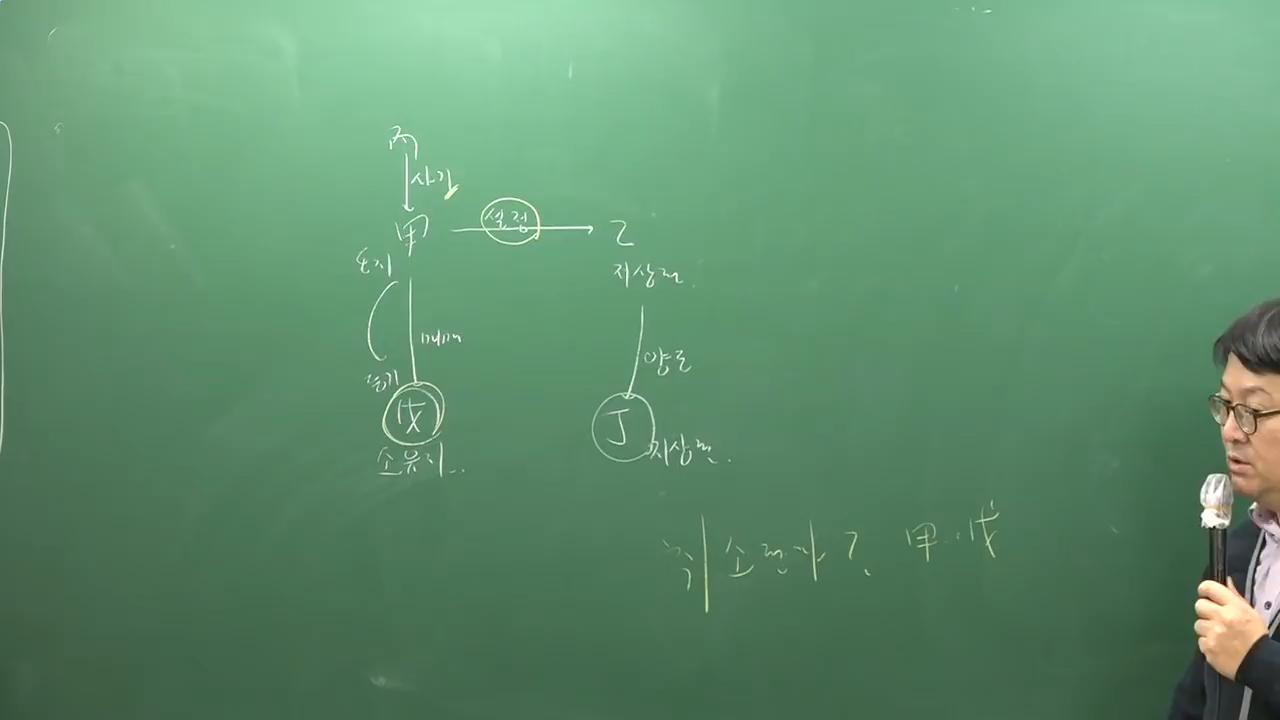 丙
사기
甲
설정
乙
지상권
토지
매매
양도
등기
戊
丁
지상권.
소유자..
취소권자 ? 甲..戊